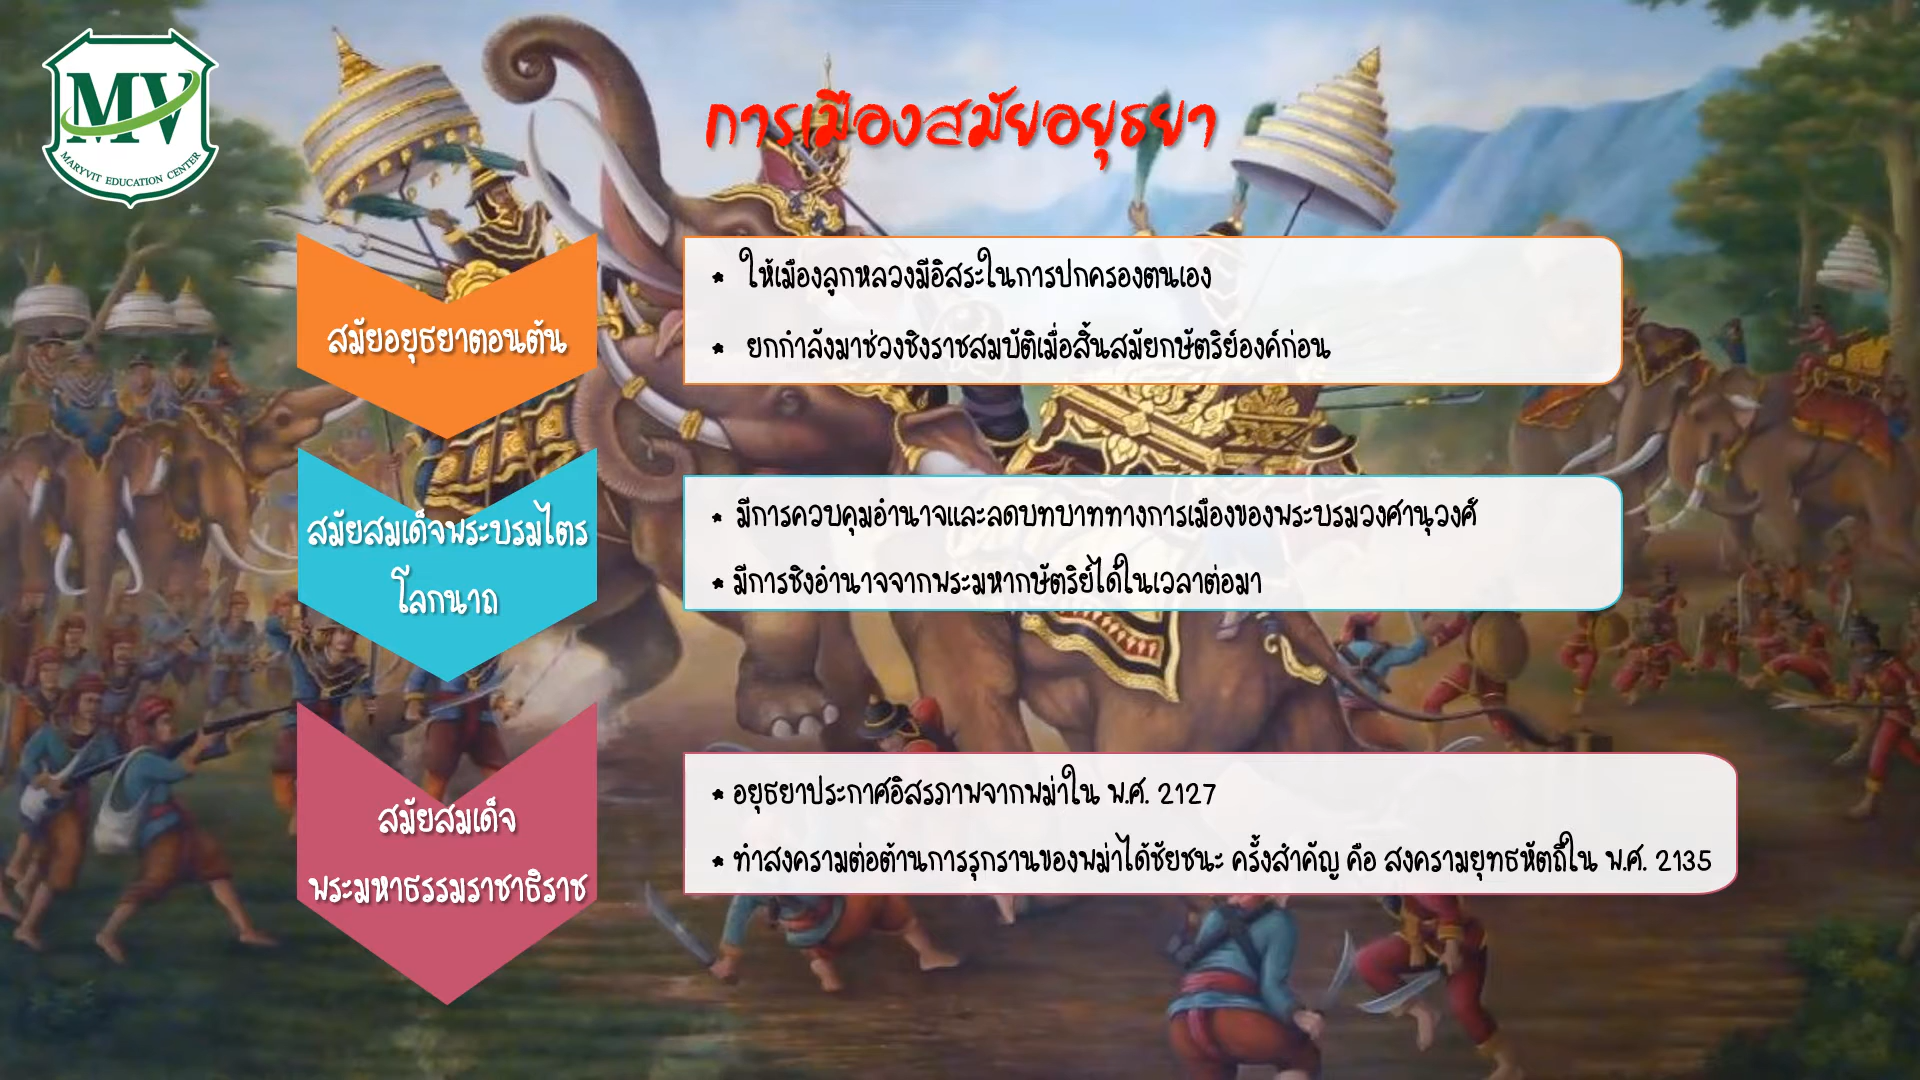 MV
MARYVIT EDUCATION CENTER
การเมืองสมัยอยุธยา
สมัยอยุธยาตอนต้น
• ให้เมืองลูกหลวงมีอิสระในการปกครองตนเอง
• ยกกำลังมาช่วงชิงราชสมบัติเมื่อสิ้นสมัยกษัตริย์องค์ก่อน
สมัยสมเด็จพระบรมไตร
โลกนาถ
• มีการควบคุมอำนาจและลดบทบาททางการเมืองของพระบรมวงศานุวงศ์
• มีการชิงอำนาจจากพระมหากษัตริย์ได้ในเวลาต่อมา
สมัยสมเด็จ
พระมหาธรรมราชาธิราช
• อยุธยาประกาศอิสรภาพจากพม่าใน พ.ศ. 2127
• ทำสงครามต่อต้านการรุกรานของพม่าได้ชัยชนะ ครั้งสำคัญ คือ สงครามยุทธหัตถีใน พ.ศ. 2135